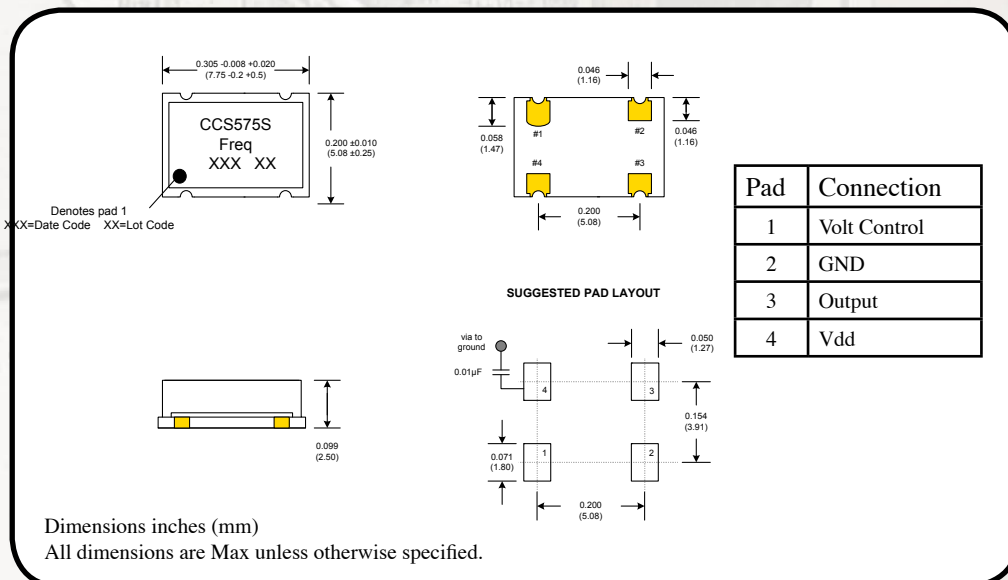 0.305 -0.008 +0.020
(7.75 -0.2 +0.5)
CCS575S
Freq
XXX XX
0.200 ±0.010
(5.08 ±0.25)
Denotes pad 1
XXX=Date Code XX=Lot Code
0.046
(1.16)
0.058
(1.47)
#1
#2
#4
#3
0.046
(1.16)
0.200
(5.08)
Pad Connection
1 Volt Control
2 GND
3 Output
4 Vdd
SUGGESTED PAD LAYOUT
via to
ground
0.01µF
4
3
1
2
0.050
(1.27)
0.154
(3.91)
0.071
(1.80)
0.200
(5.08)
0.099
(2.50)
Dimensions inches (mm)
All dimensions are Max unless otherwise specified.